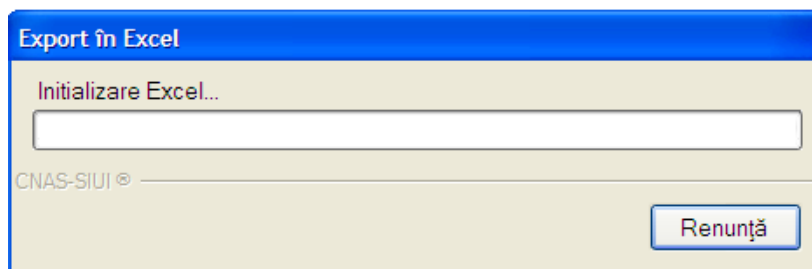 Export în Excel
Initializare Excel...
CNAS-SIUI ®
Renunţă